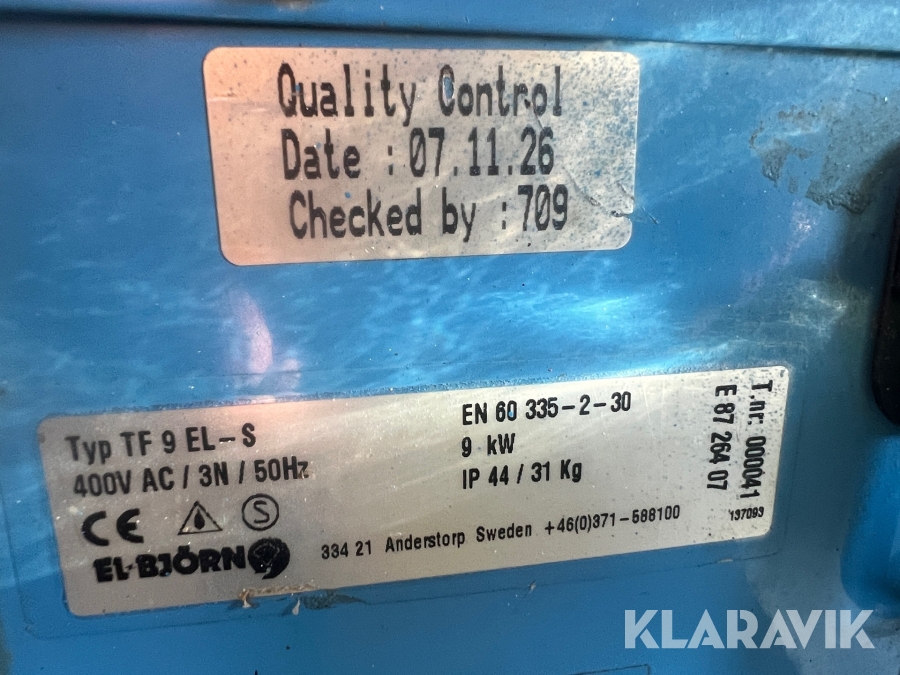 Quality Control
Date : 07.11.26
Checked by : 709
Typ TF 9 EL-S
400V AC / 3N / 50Hz
CE S
EL-BJÖRN
EN 60 335-2-30
9 kW
IP 44 / 31 Kg
334 21 Anderstorp Sweden +46(0)371-588100
T.nr. 000041
E 87 264 07
137093
KLARAVIK